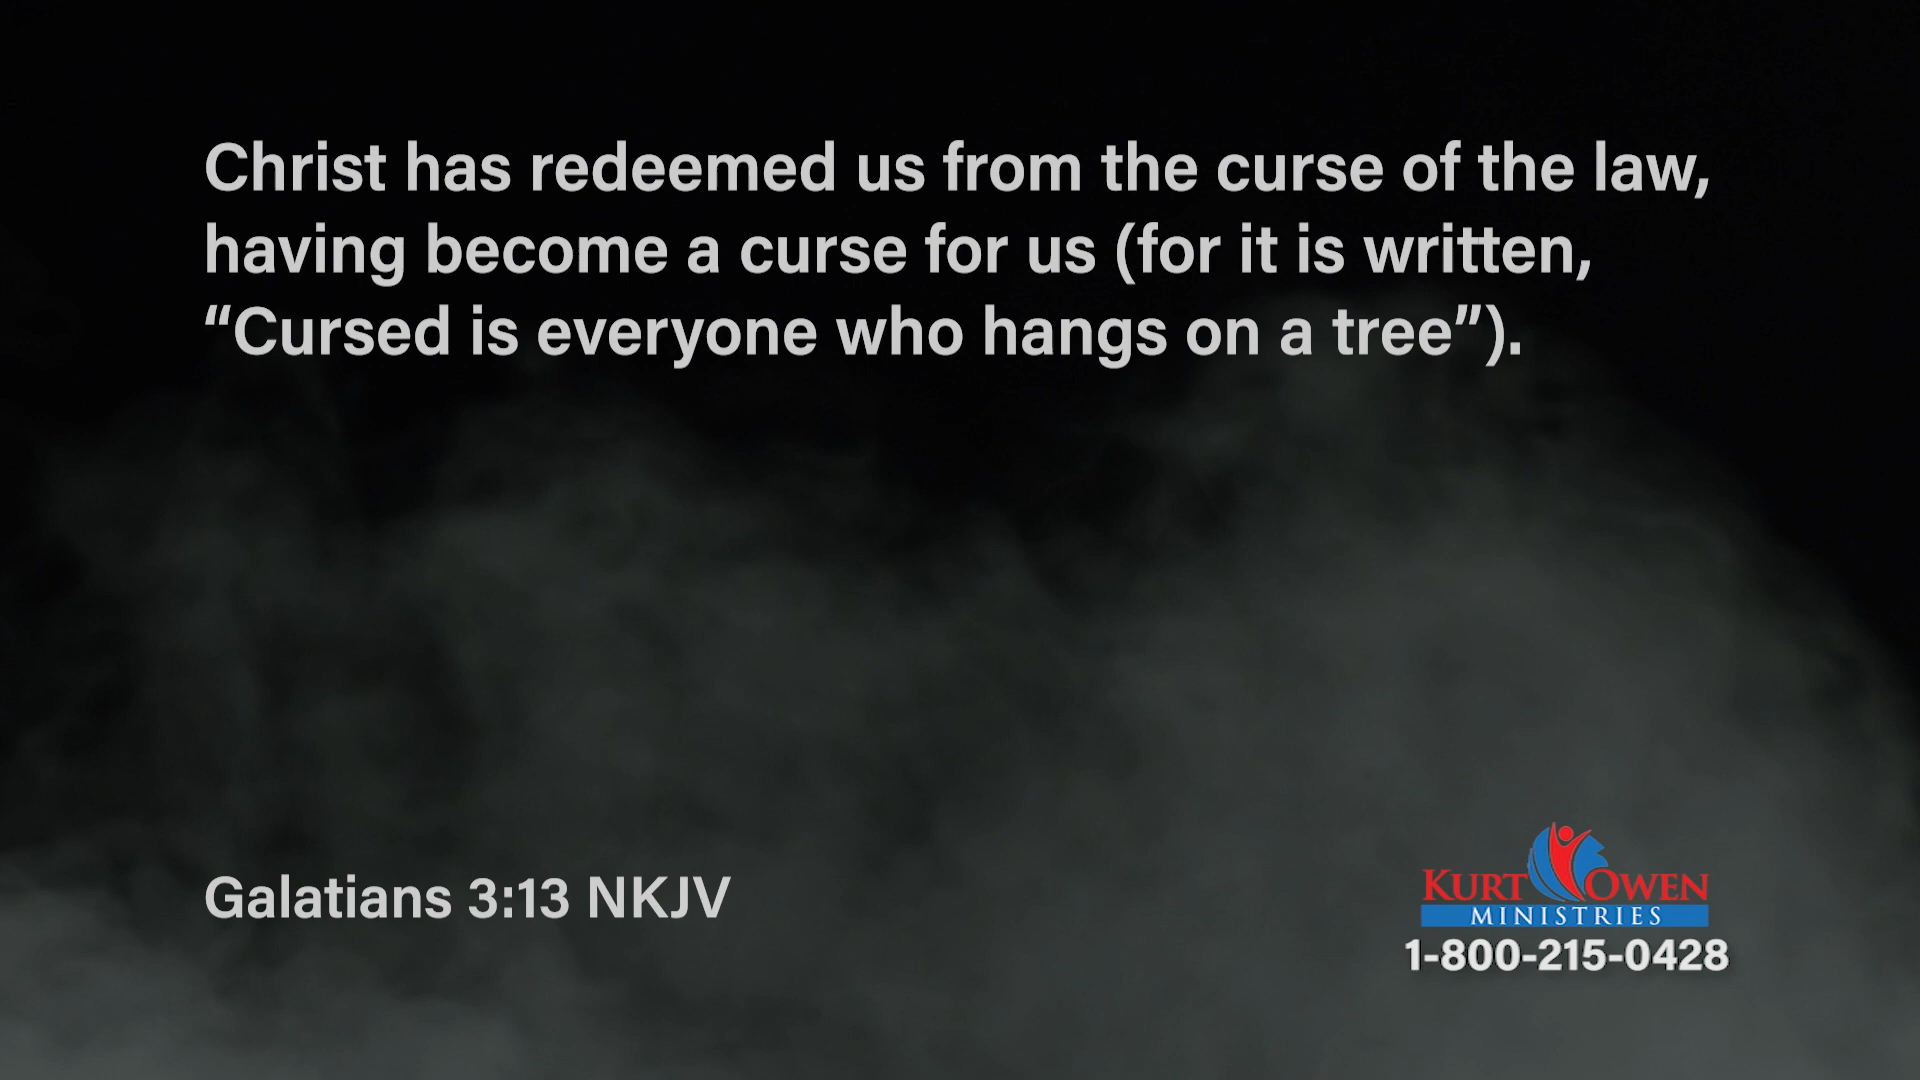 Christ has redeemed us from the curse of the law,
having become a curse for us (for it is written,
“Cursed is everyone who hangs on a tree”).
Galatians 3:13 NKJV
KURT OWEN
MINISTRIES
1-800-215-0428